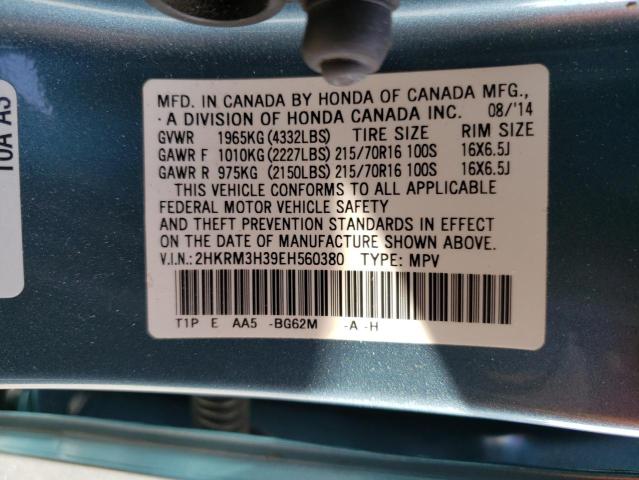 MFD. IN CANADA BY HONDA OF CANADA MFG.,
· A DIVISION OF HONDA CANADA INC. 08/'14
GVWR 1965KG (4332LBS) TIRE SIZE RIM SIZE
GAWR F 1010KG (2227LBS) 215/70R16 100S 16X6.5J
GAWR R 975KG (2150LBS) 215/70R16 100S 16X6.5J
THIS VEHICLE CONFORMS TO ALL APPLICABLE
FEDERAL MOTOR VEHICLE SAFETY
AND THEFT PREVENTION STANDARDS IN EFFECT
ON THE DATE OF MANUFACTURE SHOWN ABOVE.
V.I.N.: 2HKRM3H39EH560380 TYPE: MPV
T1P E AA5 -BG62M -A -H
10A A5